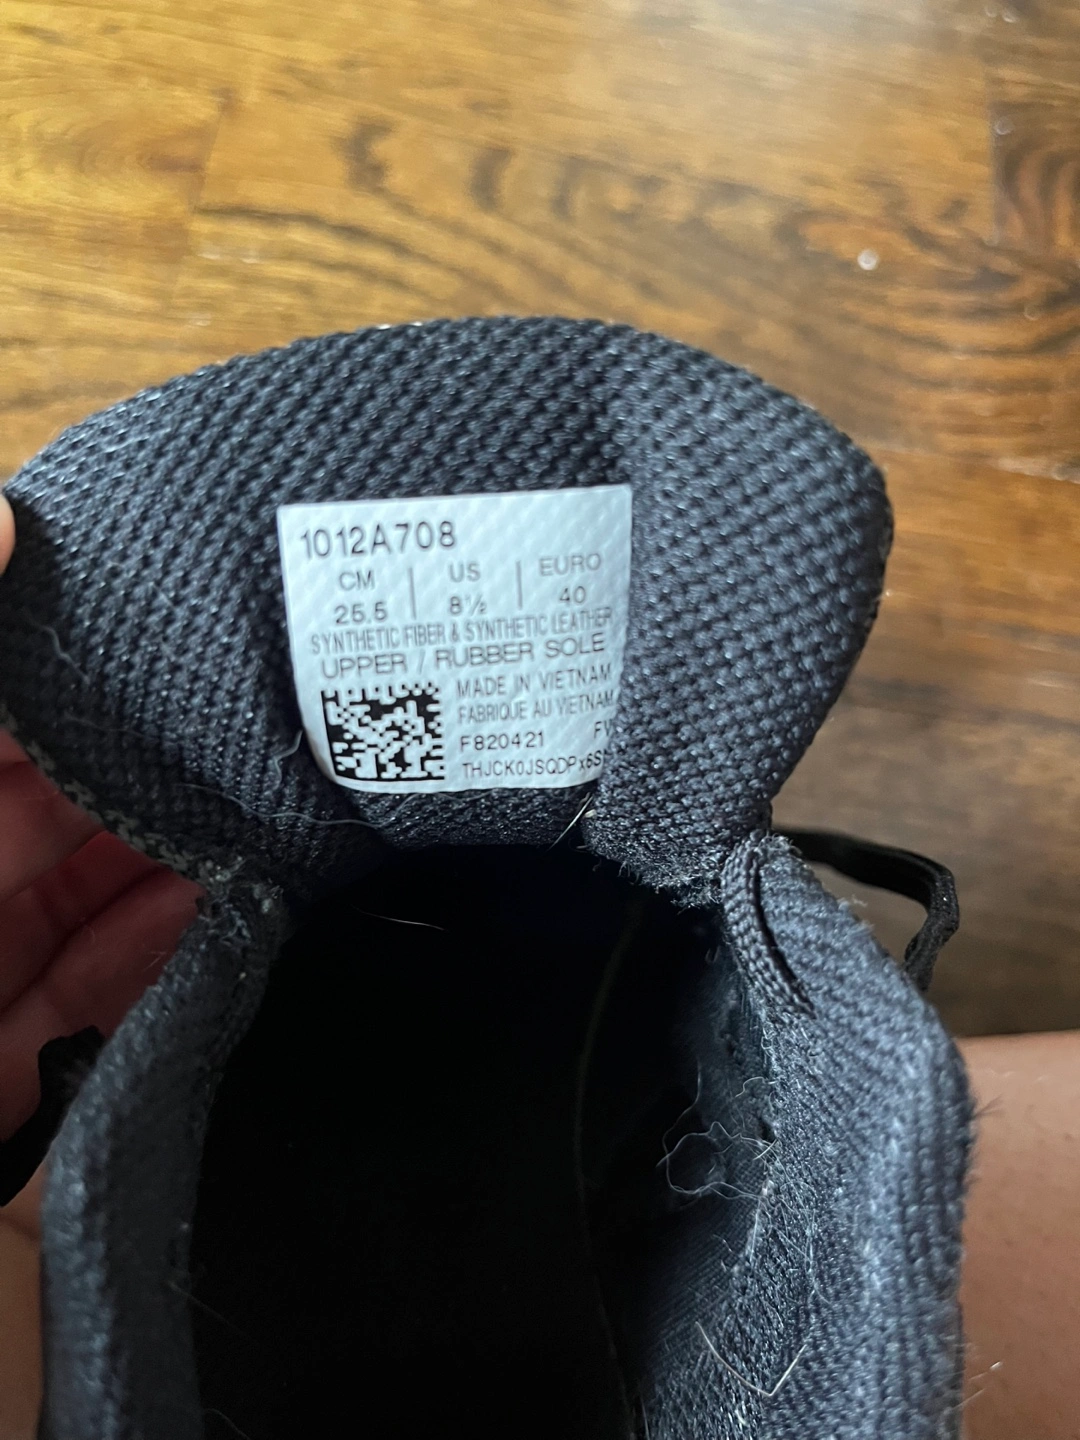 1012A708
CM | US | EURO
25.5 | 8½ | 40
SYNTHETIC FIBER & SYNTHETIC LEATHER
UPPER / RUBBER SOLE
MADE IN VIETNAM
FABRIQUE AU VIETNAM
F820421